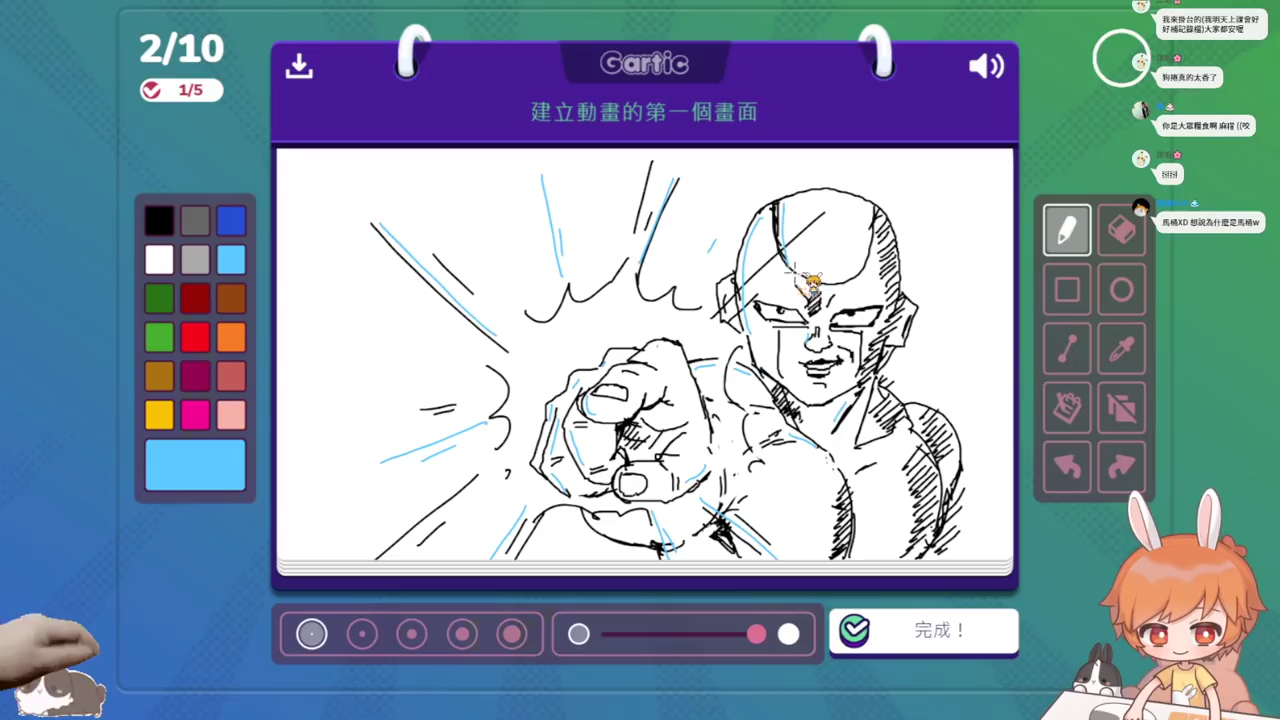 2/10
1/5
Gartic
建立動畫的第一個畫面
完成！
我來掛台的(我明天上課會好
好補記錄檔)大家都安喔
狗捲真的太香了
你是大眾糧食啊 麻糬 ((咬
馬桶XD 想說為什麼是馬桶w